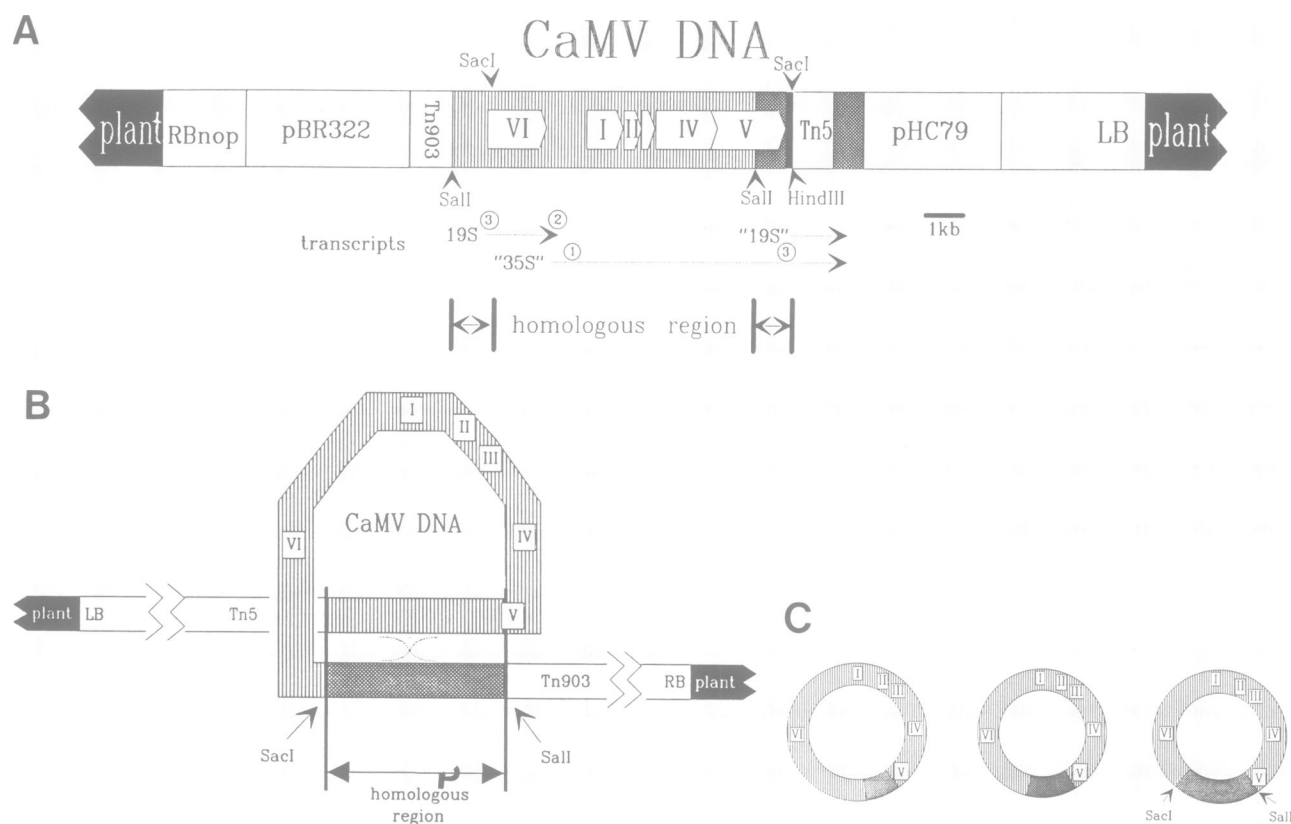 A
CaMV DNA
SacI
SacI
plant
RBnop
pBR322
Tn903
VI
I
II
IV
V
Tn5
pHC79
LB
plant
SalI
SalI
HindIII
1kb
transcripts
19S
③
②
"19S"
"35S"
①
③
homologous region
B
I
II
III
CaMV DNA
VI
IV
plant
LB
Tn5
V
Tn903
RB
plant
SacI
SalI
homologous
region
C
I
II
II
VI
IV
V
I
II
III
VI
IV
V
I
II
III
VI
IV
V
SacI
SalI